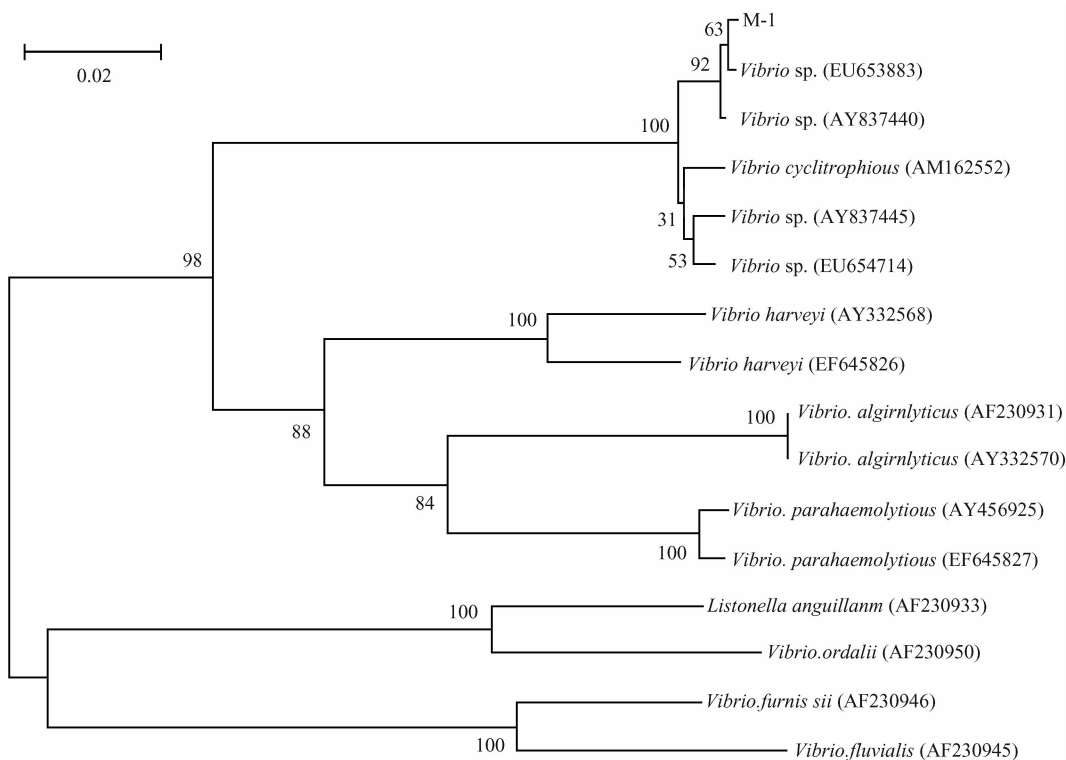 M-1
63
Vibrio sp. (EU653883)
0.02
92
Vibrio sp. (AY837440)
100
Vibrio cyclitrophious (AM162552)
31
Vibrio sp. (AY837445)
53
Vibrio sp. (EU654714)
98
Vibrio harveyi (AY332568)
100
Vibrio harveyi (EF645826)
88
Vibrio. algirnlyticus (AF230931)
100
Vibrio. algirnlyticus (AY332570)
84
Vibrio. parahaemolytious (AY456925)
100
Vibrio. parahaemolytious (EF645827)
Listonella anguillanm (AF230933)
100
Vibrio.ordalii (AF230950)
Vibrio.furnis sii (AF230946)
100
Vibrio.fluvialis (AF230945)